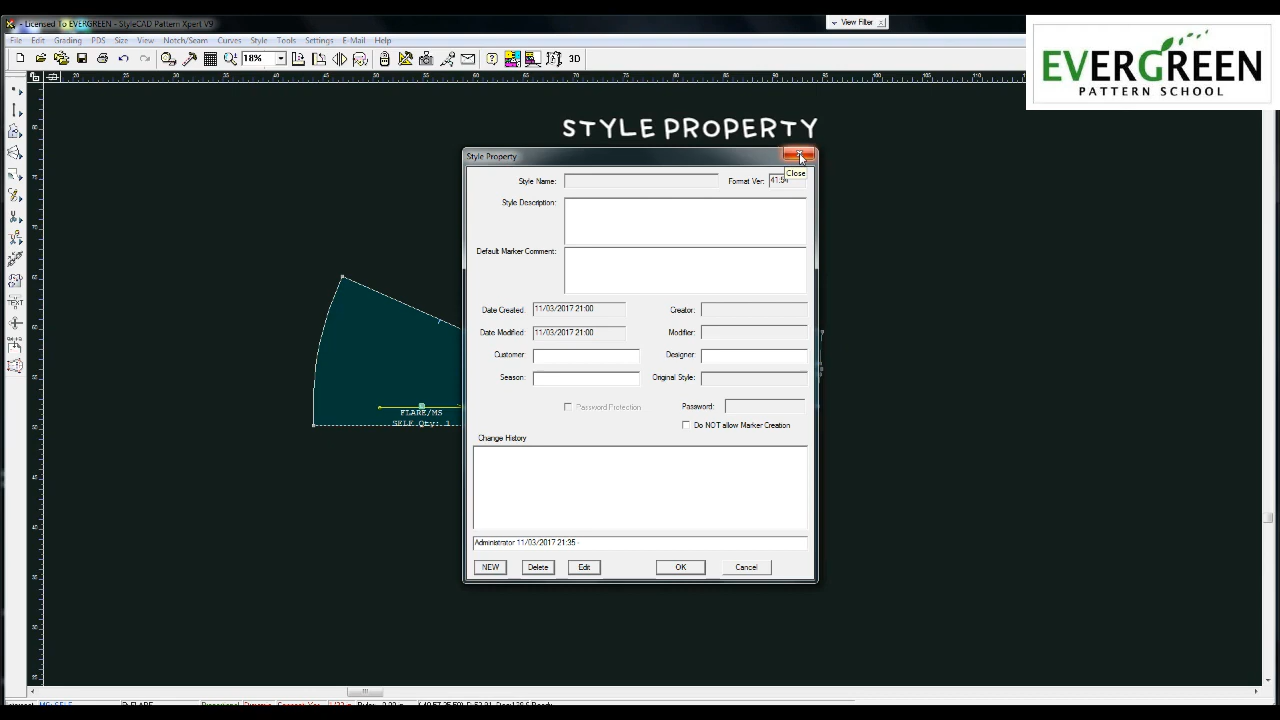 - Licensed To EVERGREEN - StyleCAD Pattern Xpert V9
View Filter
File Edit Grading PDS Size View Notch/Seam Curves Style Tools Settings E-Mail Help
18%
3D
EVERGREEN
PATTERN SCHOOL
STYLE PROPERTY
Style Property
Close
Style Name:
Format Ver:
Style Description:
Default Marker Comment:
Date Created: 11/03/2017 21:00 Creator:
Date Modified: 11/03/2017 21:00 Modifier:
Customer: Designer:
Season: Original Style:
Password Protection Password:
Do NOT allow Marker Creation
Change History
Administrator 11/03/2017 21:35 -
NEW Delete Edit OK Cancel
FLARE/MS
SELF Qty: 1
TEXT